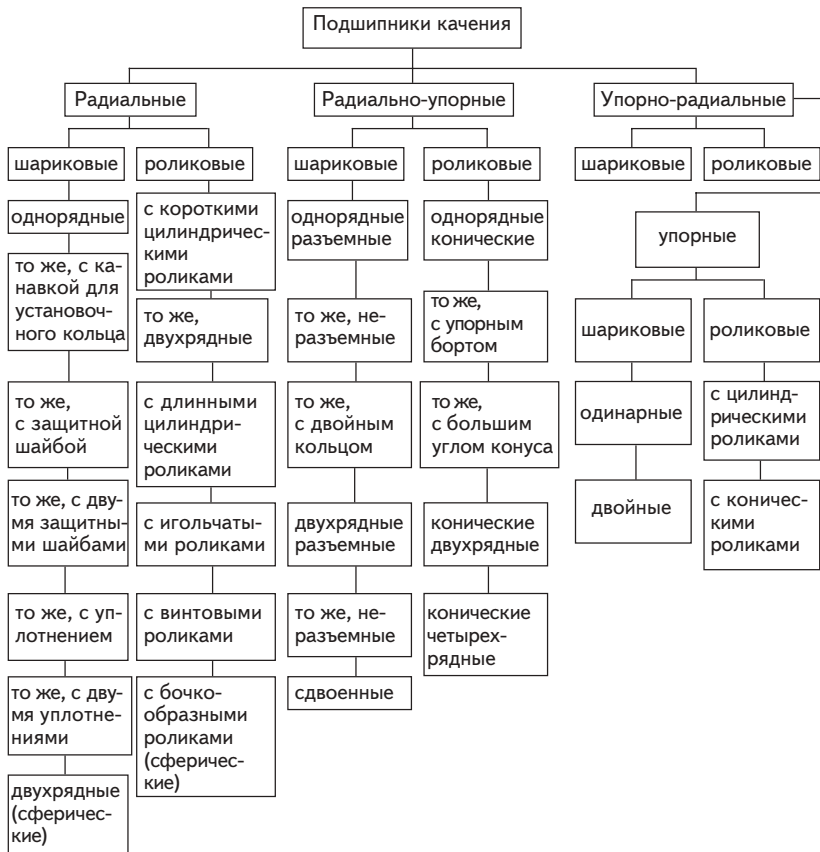 Подшипники качения
Радиальные
Радиально-упорные
Упорно-радиальные
шариковые
роликовые
шариковые
роликовые
шариковые
роликовые
однорядные
то же, с ка-
навкой для
установоч-
ного кольца
то же,
с защитной
шайбой
то же, с дву-
мя защитны-
ми шайбами
то же, с уп-
лотнением
то же, с дву-
мя уплотне-
ниями
двухрядные
(сферичес-
кие)
с короткими
цилиндричес-
кими
роликами
то же,
двухрядные
с длинными
цилиндри-
ческими
роликами
с игольчаты-
ми роликами
с винтовыми
роликами
с бочко-
образными
роликами
(сферичес-
кие)
однорядные
разъемные
то же, не-
разъемные
то же,
с двойным
кольцом
двухрядные
разъемные
то же, не-
разъемные
сдвоенные
однорядные
конические
то же,
с упорным
бортом
то же,
с большим
углом конуса
конические
двухрядные
конические
четырех-
рядные
упорные
шариковые
роликовые
одинарные
двойные
с цилинд-
рическими
роликами
с коничес-
кими
роликами